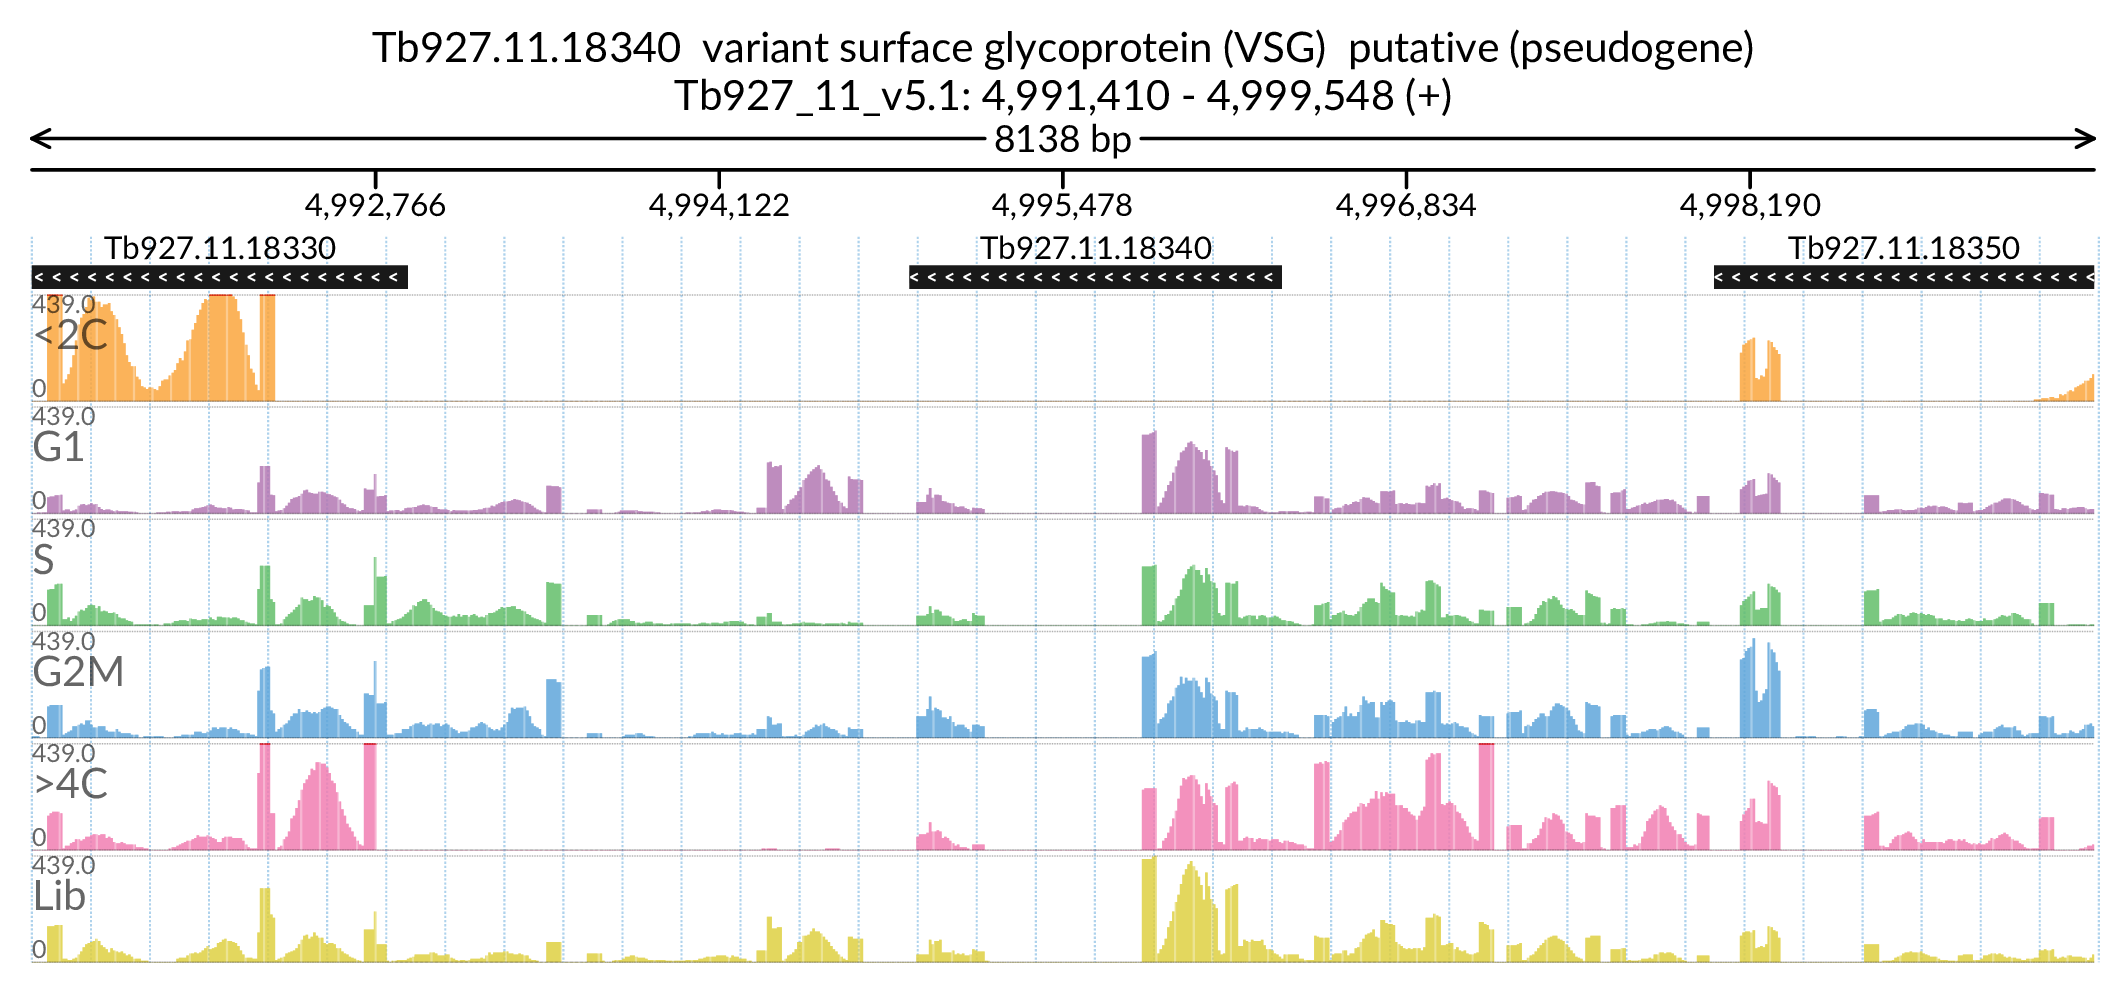 Tb927.11.18340 variant surface glycoprotein (VSG) putative (pseudogene)
Tb927_11_v5.1: 4,991,410 - 4,999,548 (+)
8138 bp
4,992,766 4,994,122 4,995,478 4,996,834 4,998,190
Tb927.11.18330 Tb927.11.18340 Tb927.11.18350
439.0
<2C
0
439.0
G1
0
439.0
S
0
439.0
G2M
0
439.0
>4C
0
439.0
Lib
0